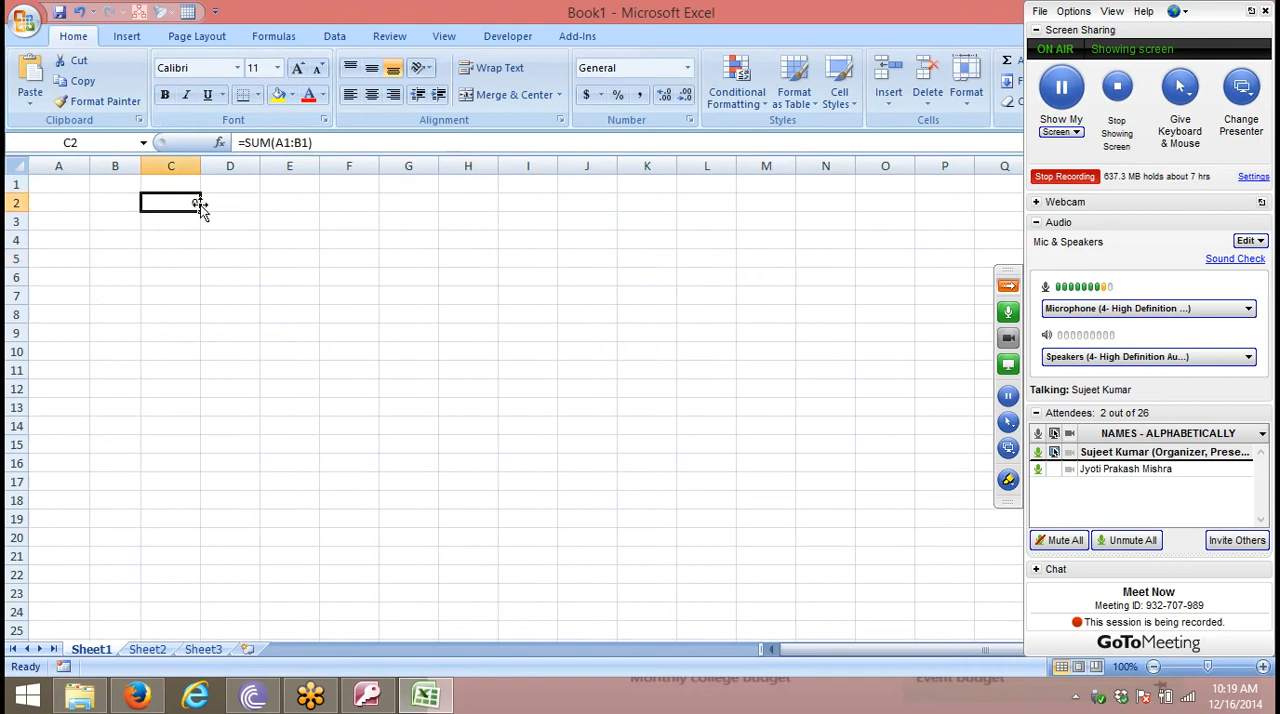 Book1 - Microsoft Excel
Home Insert Page Layout Formulas Data Review View Developer Add-Ins
Paste
Cut
Copy
Format Painter
Clipboard
Calibri 11
B I U
Font
Wrap Text
Merge & Center
Alignment
General
$ % ,
Number
Conditional Formatting
Format as Table
Cell Styles
Styles
Insert Delete Format
Cells
C2 fx =SUM(A1:B1)
A B C D E F G H I J K L M N O P Q
1
2
3
4
5
6
7
8
9
10
11
12
13
14
15
16
17
18
19
20
21
22
23
24
25
Sheet1 Sheet2 Sheet3
Ready
100%
File Options View Help
Screen Sharing
ON AIR Showing screen
Show My
Screen
Stop Showing Screen
Give Keyboard & Mouse
Change Presenter
Stop Recording 637.3 MB holds about 7 hrs Settings
Webcam
Audio
Mic & Speakers Edit
Sound Check
Microphone (4- High Definition ...)
Speakers (4- High Definition Au...)
Talking: Sujeet Kumar
Attendees: 2 out of 26
NAMES - ALPHABETICALLY
Sujeet Kumar (Organizer, Prese...
Jyoti Prakash Mishra
Mute All Unmute All Invite Others
Chat
Meet Now
Meeting ID: 932-707-989
This session is being recorded.
GoToMeeting
Monthly college budget Event budget
10:19 AM
12/16/2014